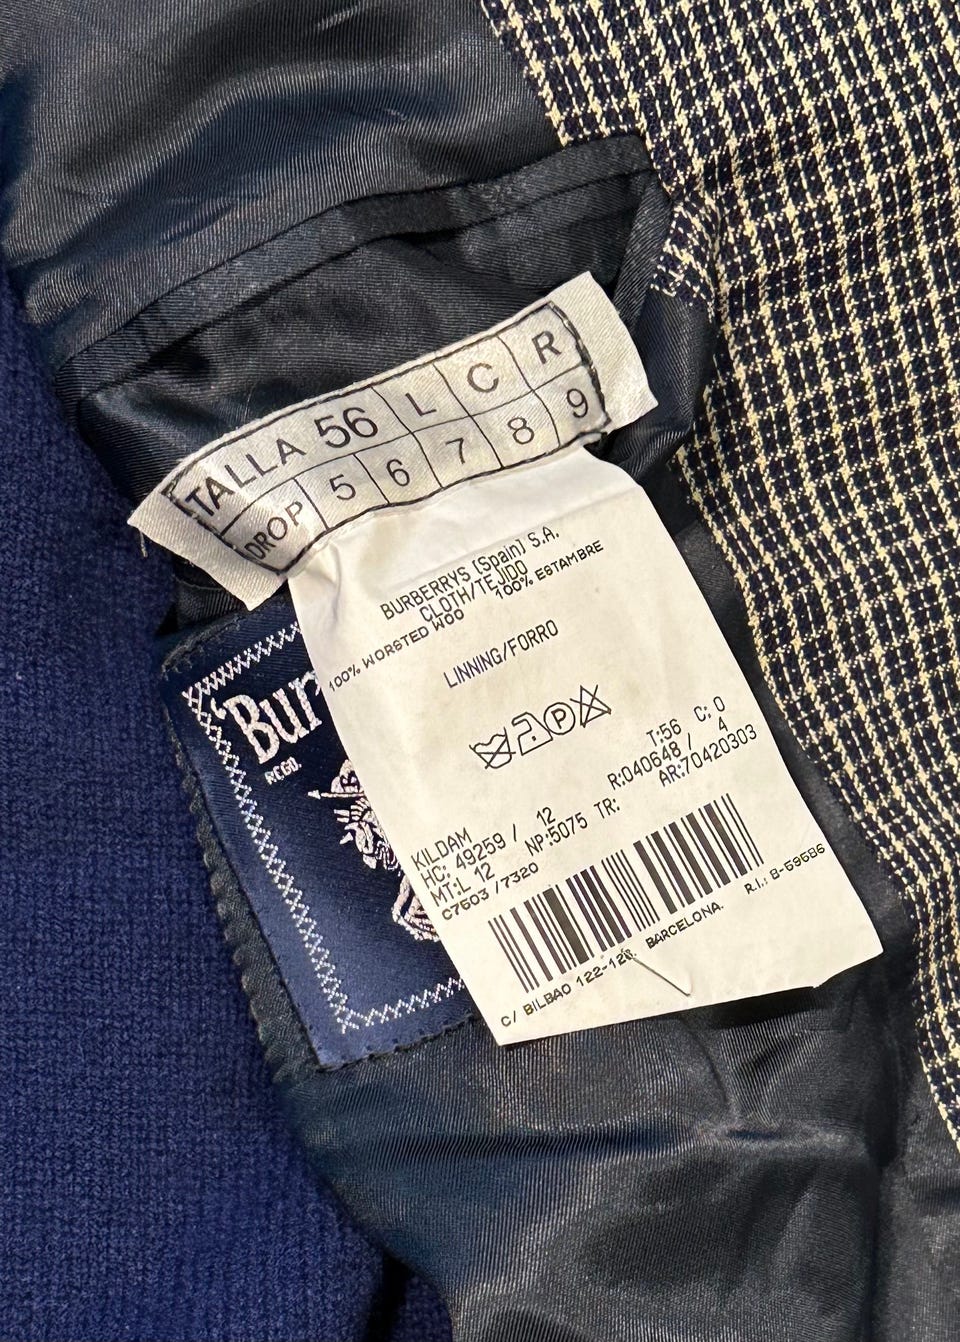 TALLA 56 L C R
DROP 5 6 7 8 9
BURBERRYS (Spain) S.A.
CLOTH/TEJIDO
100% WORSTED WOO 100% ESTAMBRE
LINNING/FORRO
P
T:56 C: 0
R:040648 / 4
AR:70420303
KILDAM
HC: 49259 / 12
MT:L 12 NP:5075 TR:
C7503 /7320
C/ BILBAO 122-128. BARCELONA. R.I.: 8-59586
'Bur
REGD.